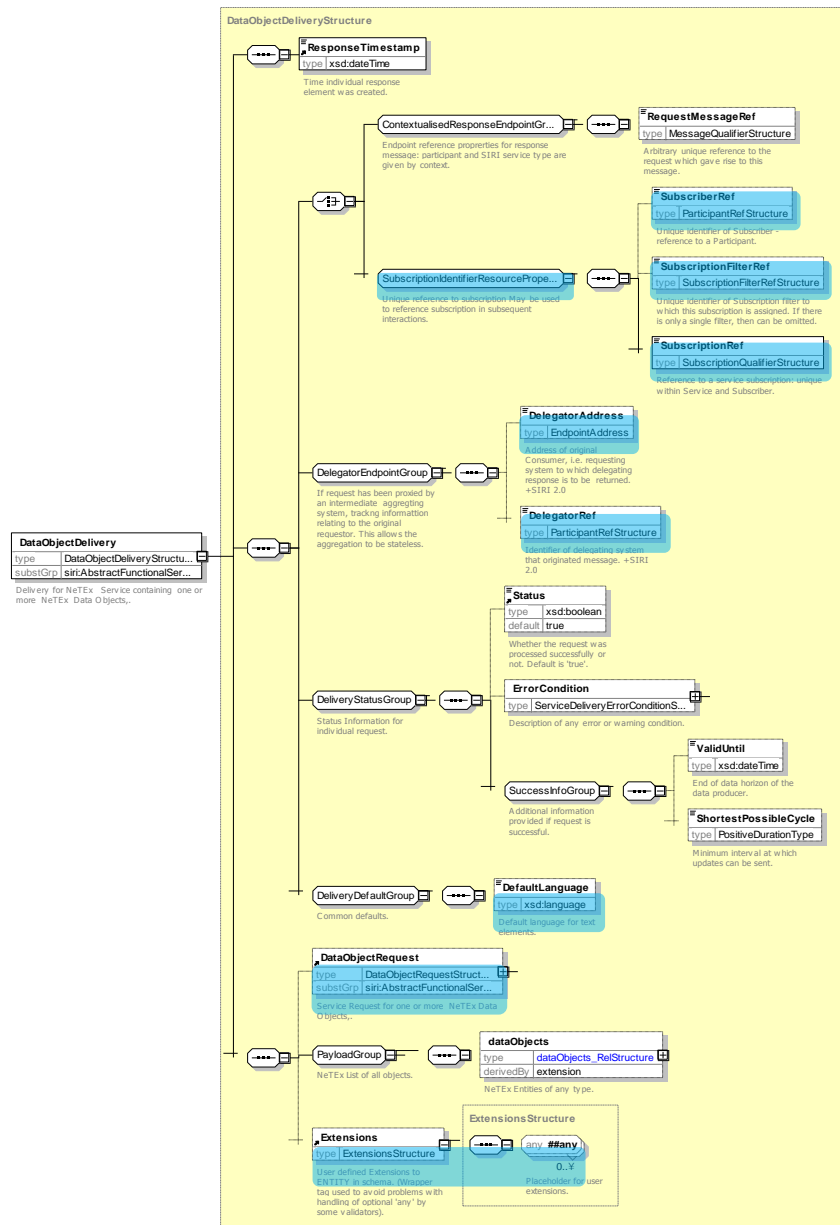 DataObjectDeliveryStructure
ResponseTimestamp
type xsd:dateTime
Time individual response
element was created.
ContextualisedResponseEndpointGr...
Endpoint reference proprerties for response
message: participant and SIRI service type are
given by context.
RequestMessageRef
type MessageQualifierStructure
Arbitrary unique reference to the
request which gave rise to this
message.
SubscriberRef
type ParticipantRefStructure
Unique identifier of Subscriber -
reference to a Participant.
SubscriptionIdentifierResourcePrope...
Unique reference to subscription May be used
to reference subscription in subsequent
interactions.
SubscriptionFilterRef
type SubscriptionFilterRefStructure
Unique identifier of Subscription filter to
which this subscription is assigned. If there
is only a single filter, then can be omitted.
SubscriptionRef
type SubscriptionQualifierStructure
Reference to a service subscription: unique
within Service and Subscriber.
DelegatorEndpointGroup
If request has been proxied by
an intermediate aggregting
system, tracking informattion
relating to the original
requestor. This allows the
aggregation to be stateless.
DelegatorAddress
type EndpointAddress
Address of original
Consumer, i.e. requesting
system to which delegating
response is to be returned.
+SIRI 2.0
DelegatorRef
type ParticipantRefStructure
Identifier of delegating system
that originated message. +SIRI
2.0
DataObjectDelivery
type DataObjectDeliveryStructu...
substGrp siri:AbstractFunctionalSer...
Delivery for NeTEx Service containing one or
more NeTEx Data Objects,.
Status
type xsd:boolean
default true
Whether the request was
processed successfully or
not. Default is 'true'.
DeliveryStatusGroup
Status Information for
individual request.
ErrorCondition
type ServiceDeliveryErrorConditionS...
Description of any error or warning condition.
SuccessInfoGroup
Additional information
provided if request is
successful.
ValidUntil
type xsd:dateTime
End of data horizon of the
data producer.
ShortestPossibleCycle
type PositiveDurationType
Minimum interval at which
updates can be sent.
DeliveryDefaultGroup
Common defaults.
DefaultLanguage
type xsd:language
Default language for text
elements.
DataObjectRequest
type DataObjectRequestStruct...
substGrp siri:AbstractFunctionalSer...
Service Request for one or more NeTEx Data
Objects,.
PayloadGroup
NeTEx List of all objects.
dataObjects
type dataObjects_RelStructure
derivedBy extension
NeTEx Entities of any type.
Extensions
type ExtensionsStructure
User defined Extensions to
ENTITY in schema. (Wrapper
tag used to avoid problems with
handling of optional 'any' by
some validators).
ExtensionsStructure
any ##any
0..¥
Placeholder for user
extensions.